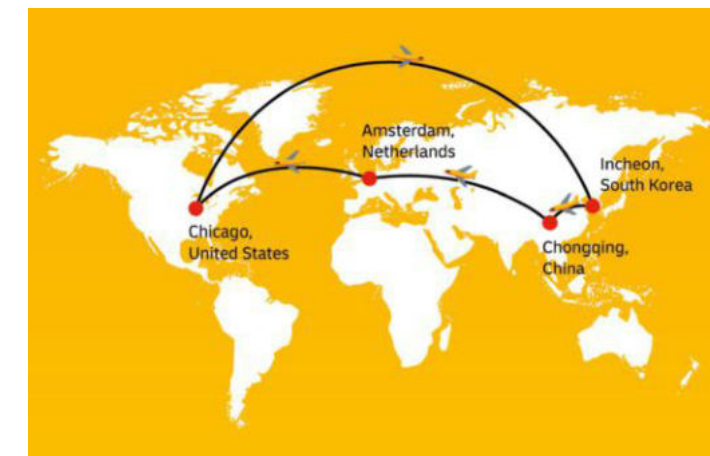 Amsterdam,
Netherlands
Incheon,
South Korea
Chicago,
United States
Chongqing,
China